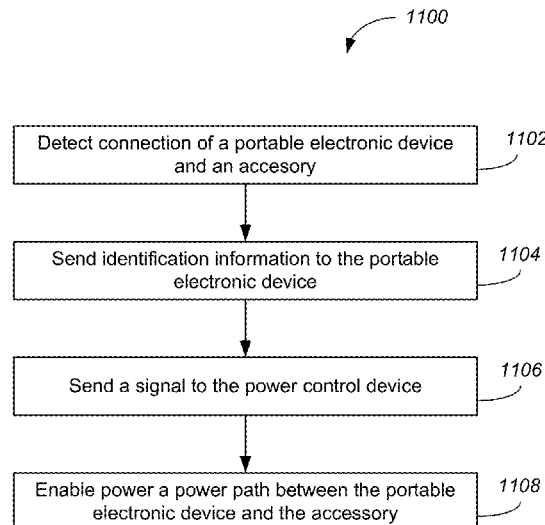 1100
Detect connection of a portable electronic device
and an accesory
1102
Send identification information to the portable
electronic device
1104
Send a signal to the power control device
1106
Enable power a power path between the portable
electronic device and the accessory
1108